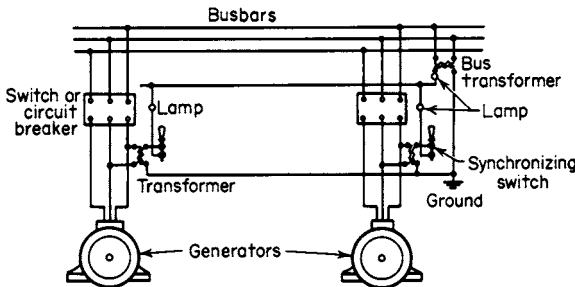 Busbars
Bus
transformer
Switch or
circuit
breaker
Lamp
Lamp
Synchronizing
switch
Transformer
Ground
Generators